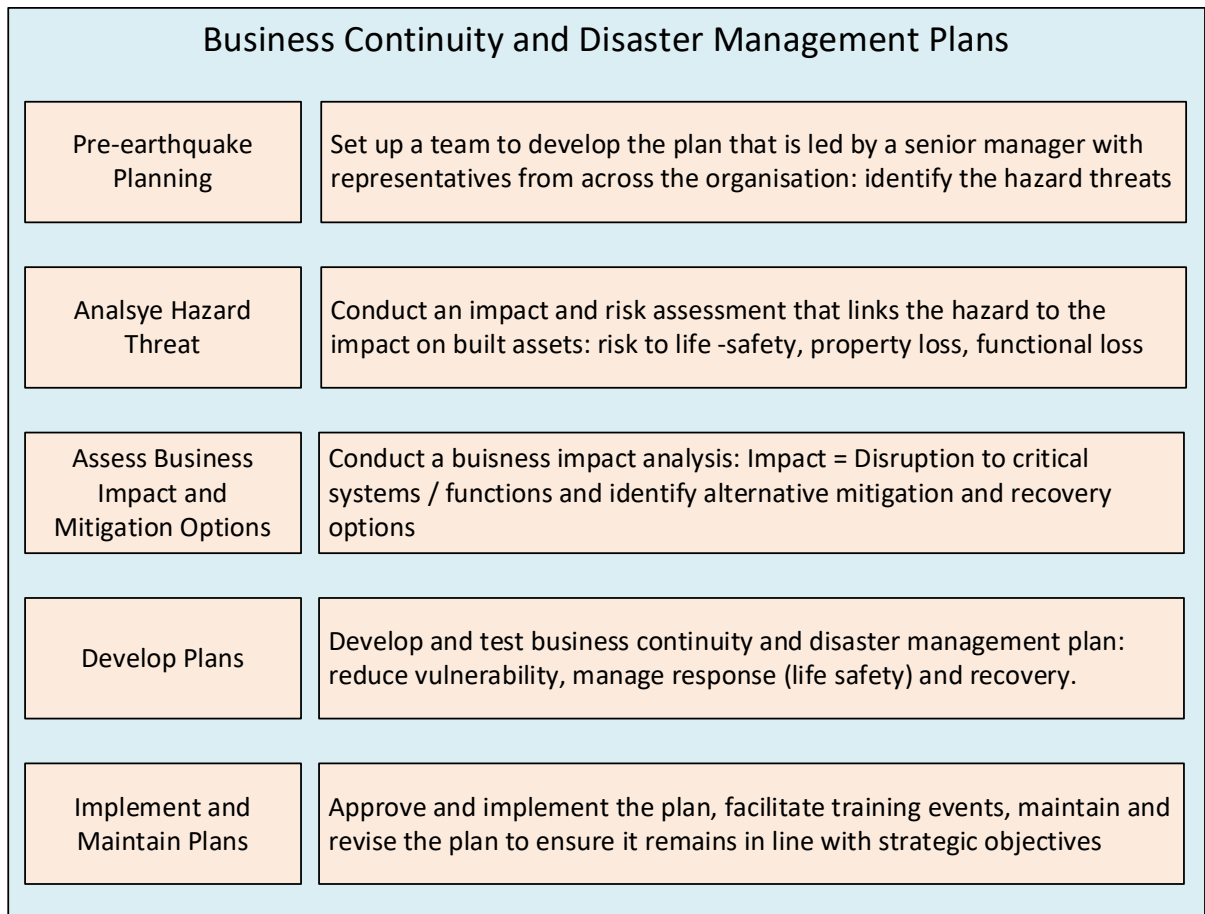 Business Continuity and Disaster Management Plans
Pre-earthquake
Planning
Set up a team to develop the plan that is led by a senior manager with
representatives from across the organisation: identify the hazard threats
Analsye Hazard
Threat
Conduct an impact and risk assessment that links the hazard to the
impact on built assets: risk to life -safety, property loss, functional loss
Assess Business
Impact and
Mitigation Options
Conduct a buisness impact analysis: Impact = Disruption to critical
systems / functions and identify alternative mitigation and recovery
options
Develop Plans
Develop and test business continuity and disaster management plan:
reduce vulnerability, manage response (life safety) and recovery.
Implement and
Maintain Plans
Approve and implement the plan, facilitate training events, maintain and
revise the plan to ensure it remains in line with strategic objectives